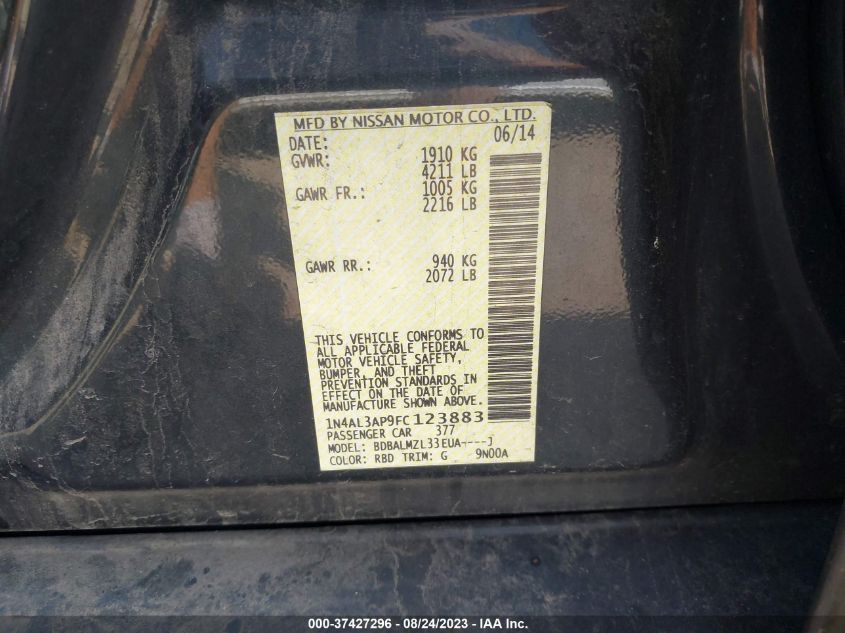 MFD BY NISSAN MOTOR CO., LTD.
DATE: 06/14
GVWR: 1910 KG
4211 LB
GAWR FR.: 1005 KG
2216 LB
GAWR RR.: 940 KG
2072 LB
THIS VEHICLE CONFORMS TO
ALL APPLICABLE FEDERAL
MOTOR VEHICLE SAFETY,
BUMPER, AND THEFT
PREVENTION STANDARDS IN
EFFECT ON THE DATE OF
MANUFACTURE SHOWN ABOVE.
1N4AL3AP9FC123883
PASSENGER CAR 377
MODEL: BDBALMZL33EUA----J
COLOR: RBD TRIM: G 9N00A
000-37427296 - 08/24/2023 - IAA Inc.